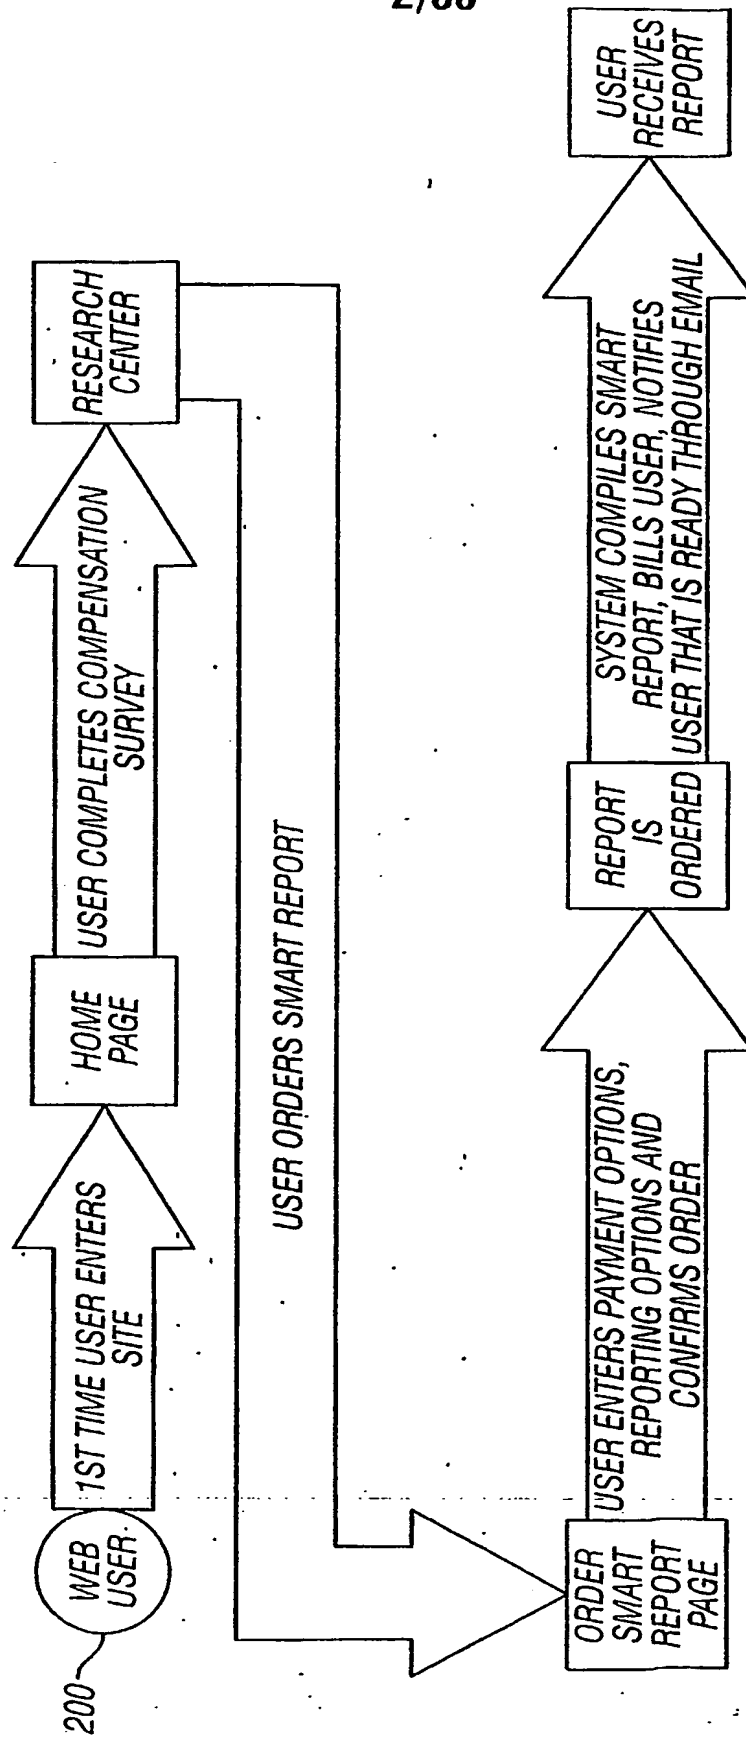 2/88
200
WEB
USER.
1ST TIME USER ENTERS
SITE
HOME
PAGE
USER COMPLETES COMPENSATION
SURVEY
RESEARCH
CENTER
USER ORDERS SMART REPORT
ORDER
SMART
REPORT
PAGE
USER ENTERS PAYMENT OPTIONS,
REPORTING OPTIONS AND
CONFIRMS ORDER
REPORT
IS
ORDERED
SYSTEM COMPILES SMART
REPORT, BILLS USER, NOTIFIES
USER THAT IS READY THROUGH EMAIL
USER
RECEIVES
REPORT